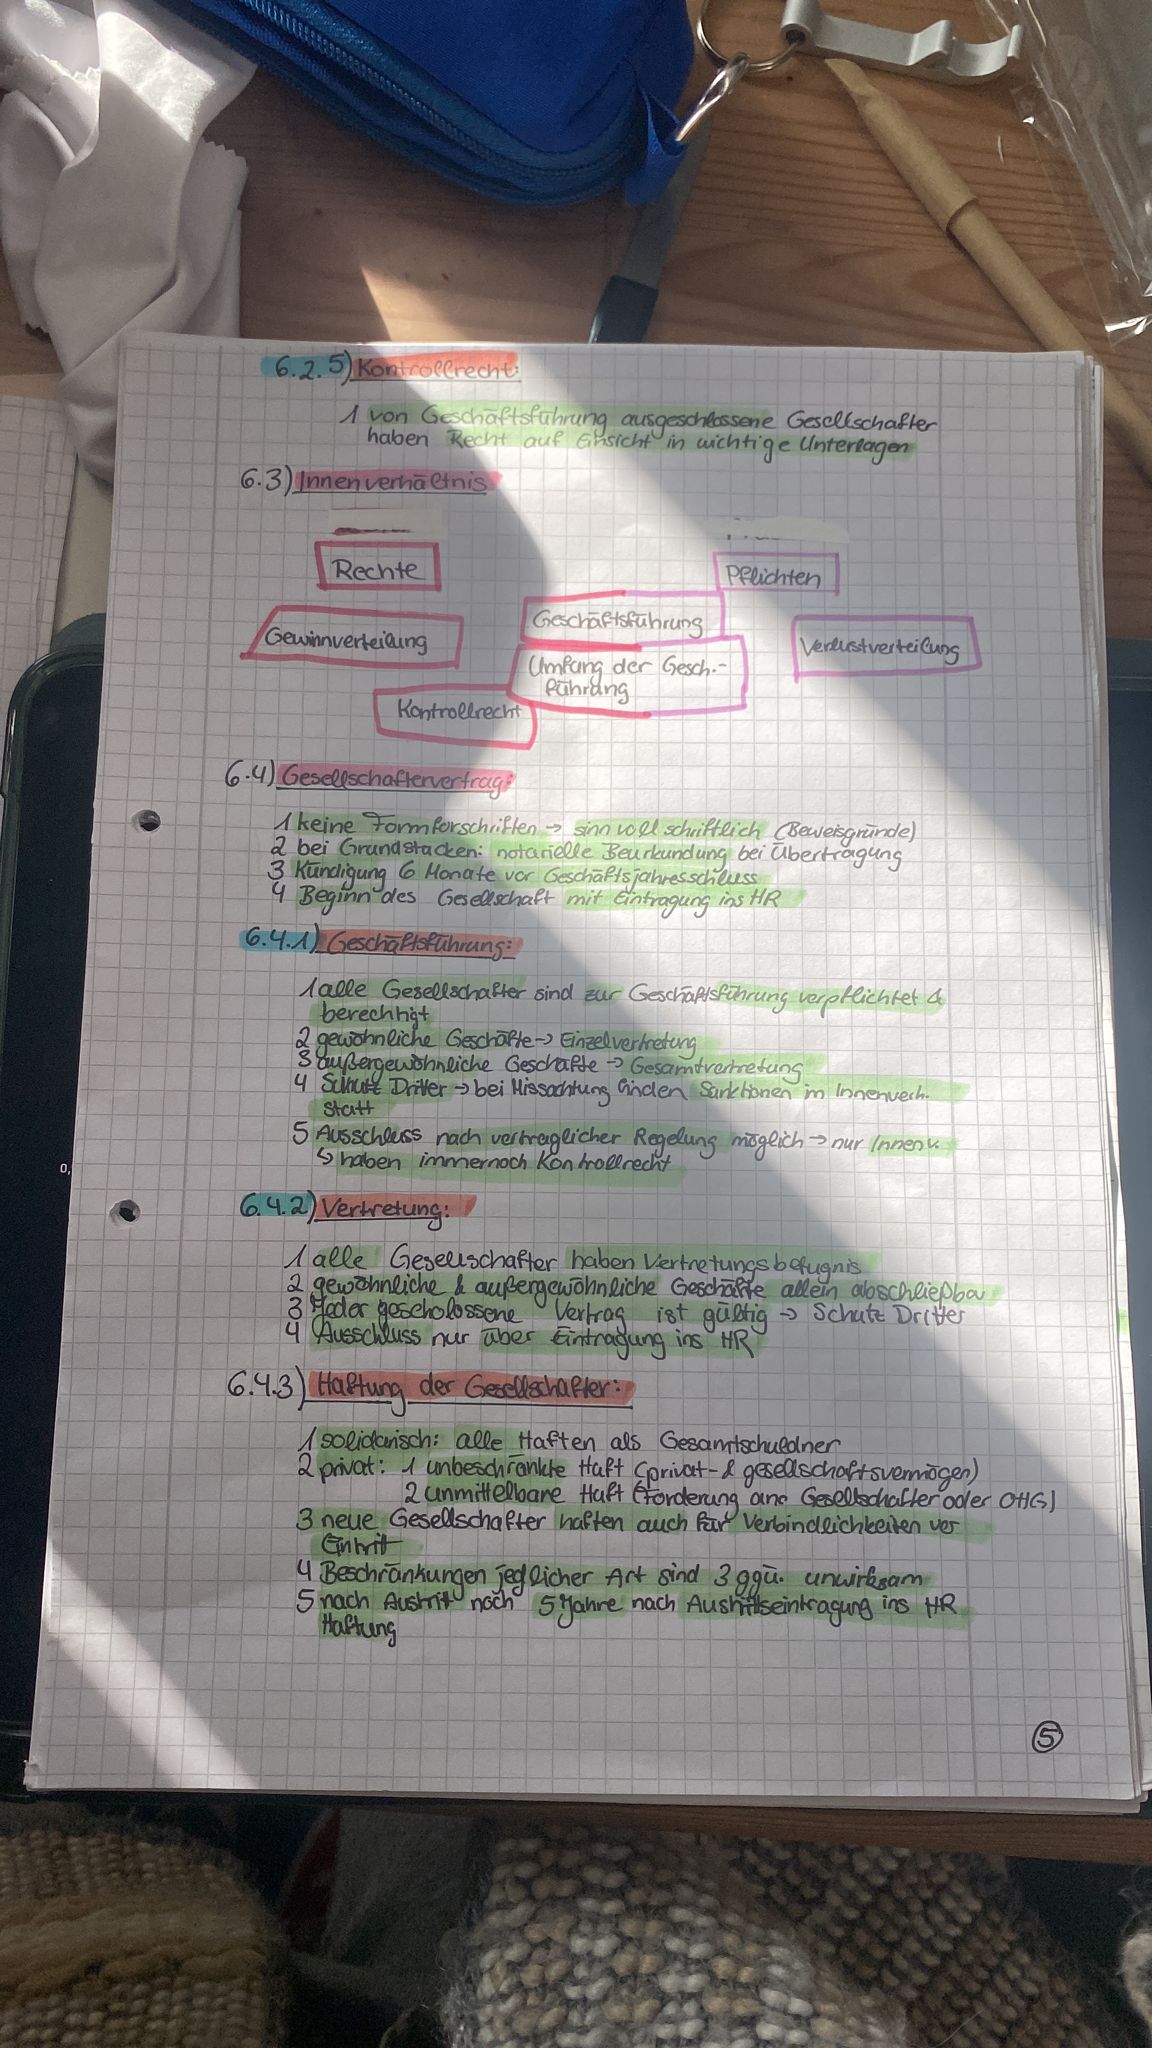 6.2.5) Kontrollrecht:
1 von Geschäftsführung ausgeschlossene Gesellschafter
haben Recht auf Einsicht in wichtige Unterlagen
6.3) Innenverhältnis
Rechte
Pflichten
Geschäftsführung
Gewinnverteilung
Verlustverteilung
Umfang der Gesch.-
führung
Kontrollrecht
6.4) Gesellschaftervertrag:
1 keine Formforschriften → sinnvoll schriftlich (Beweisgründe)
2 bei Grundstücken: notarielle Beurkundung bei Übertragung
3 Kündigung 6 Monate vor Geschäftsjahresschluss
4 Beginn des Gesellschaft mit Eintragung ins HR
6.4.1) Geschäftsführung:
1 alle Gesellschafter sind zur Geschäftsführung verpflichtet &
berechtigt
2 gewöhnliche Geschäfte → Einzelvertretung
3 außergewöhnliche Geschäfte → Gesamtvertretung
4 Schutz Dritter → bei Missachtung finden Sanktionen im Innenverh.
statt
5 Ausschluss nach vertraglicher Regelung möglich → nur Innenv.
↳ haben immernoch Kontrollrecht
6.4.2) Vertretung:
1 alle Gesellschafter haben Vertretungsbefugnis
2 gewöhnliche & außergewöhnliche Geschäfte allein abschließbar
3 Jeder gescholossene Vertrag ist gültig → Schutz Dritter
4 Ausschluss nur über Eintragung ins HR
6.4.3) Haftung der Gesellschafter:
1 solidarisch: alle Haften als Gesamtschuldner
2 privat: 1 unbeschränkte Haft (privat- & gesellschaftsvermögen)
2 unmittelbare Haft (Forderung ane Gesellschafter oder OHG)
3 neue Gesellschafter haften auch für Verbindlichkeiten vor
Eintritt
4 Beschränkungen jeglicher Art sind 3 ggü. unwirksam
5 nach Austritt noch 5 Jahre nach Austrittseintragung ins HR
Haftung
5